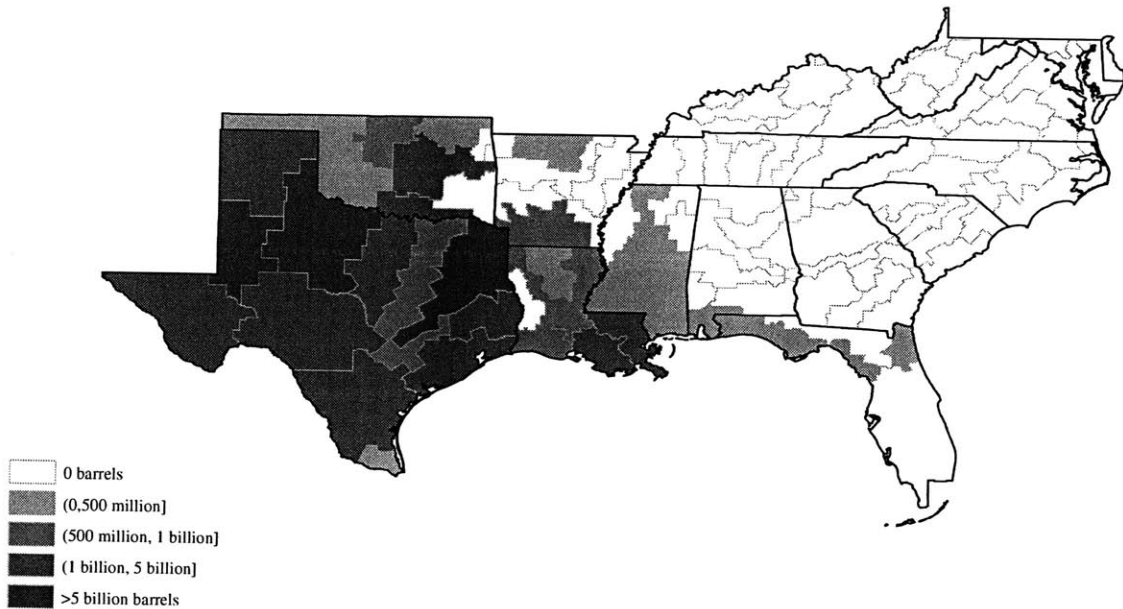 0 barrels
(0,500 million]
(500 million, 1 billion]
(1 billion, 5 billion]
>5 billion barrels